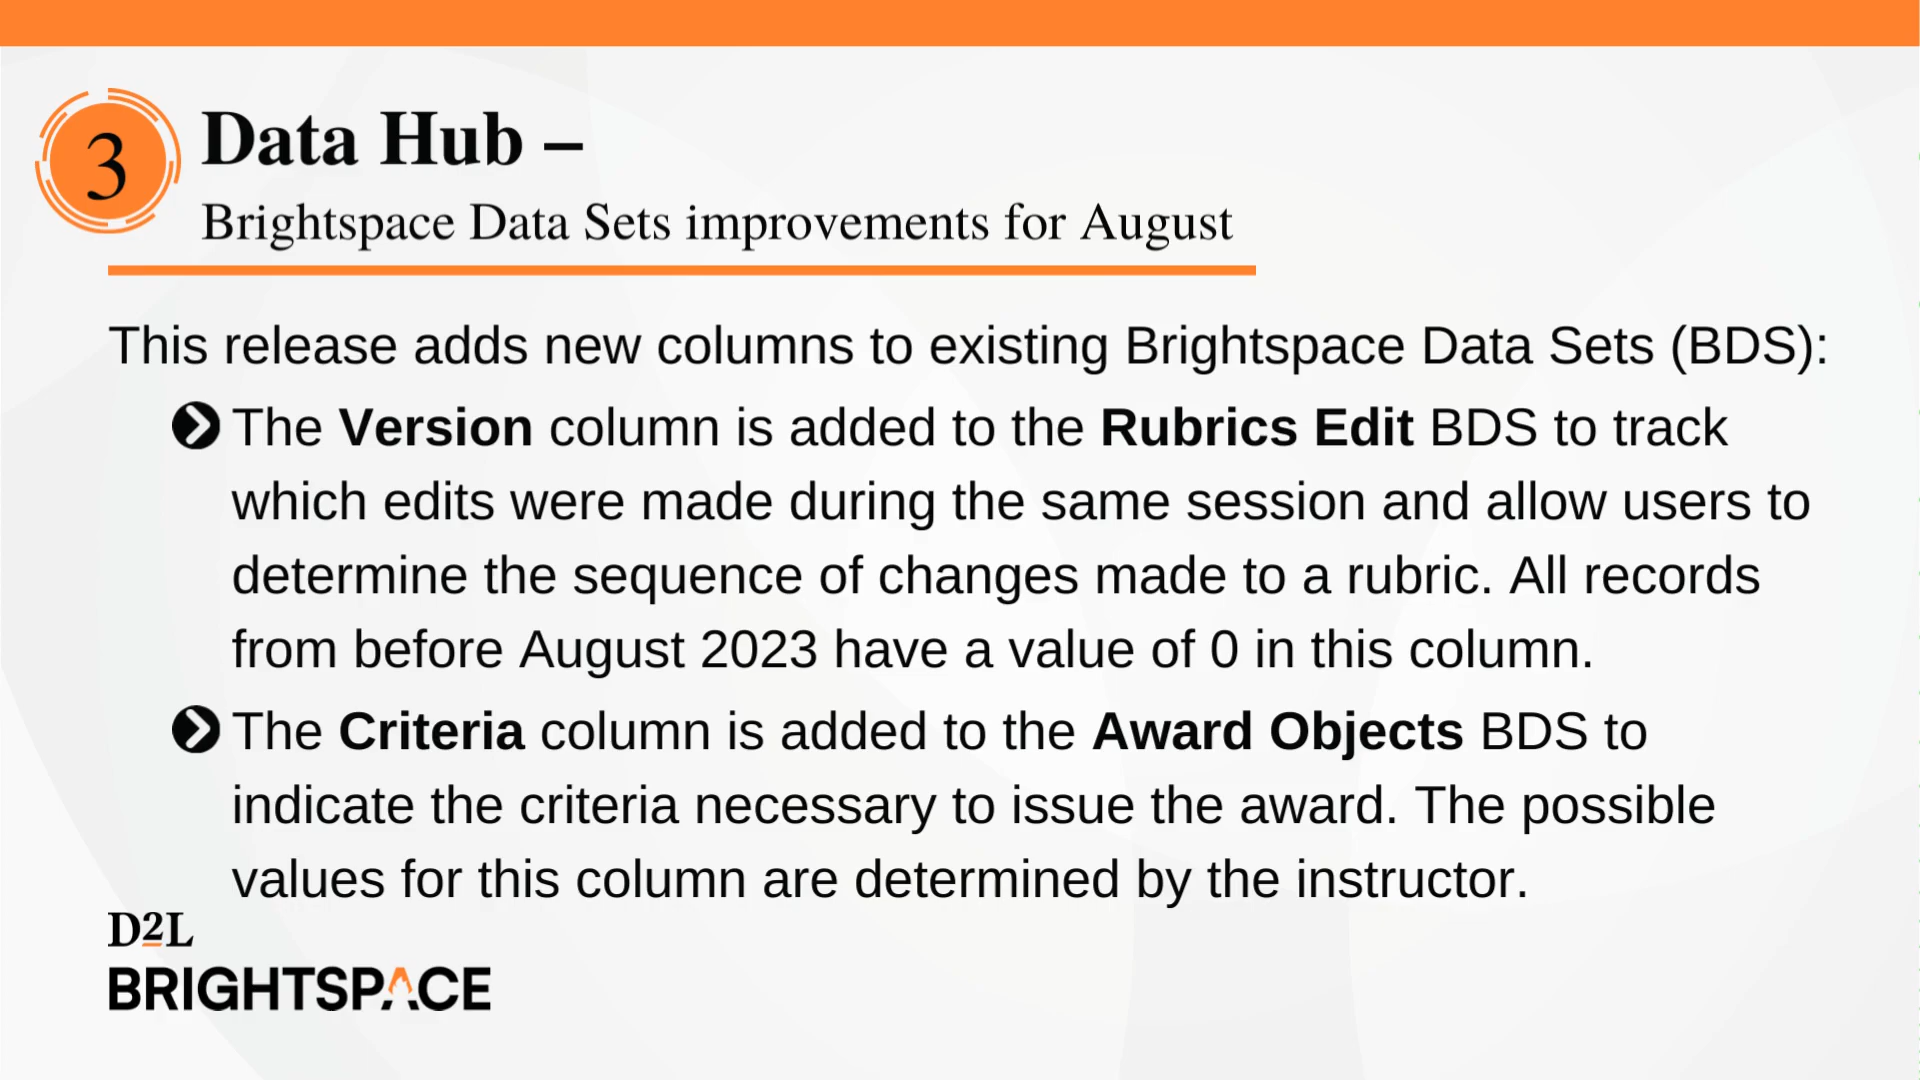 3
Data Hub –
Brightspace Data Sets improvements for August
This release adds new columns to existing Brightspace Data Sets (BDS):
The Version column is added to the Rubrics Edit BDS to track
which edits were made during the same session and allow users to
determine the sequence of changes made to a rubric. All records
from before August 2023 have a value of 0 in this column.
The Criteria column is added to the Award Objects BDS to
indicate the criteria necessary to issue the award. The possible
values for this column are determined by the instructor.
D2L
BRIGHTSPACE